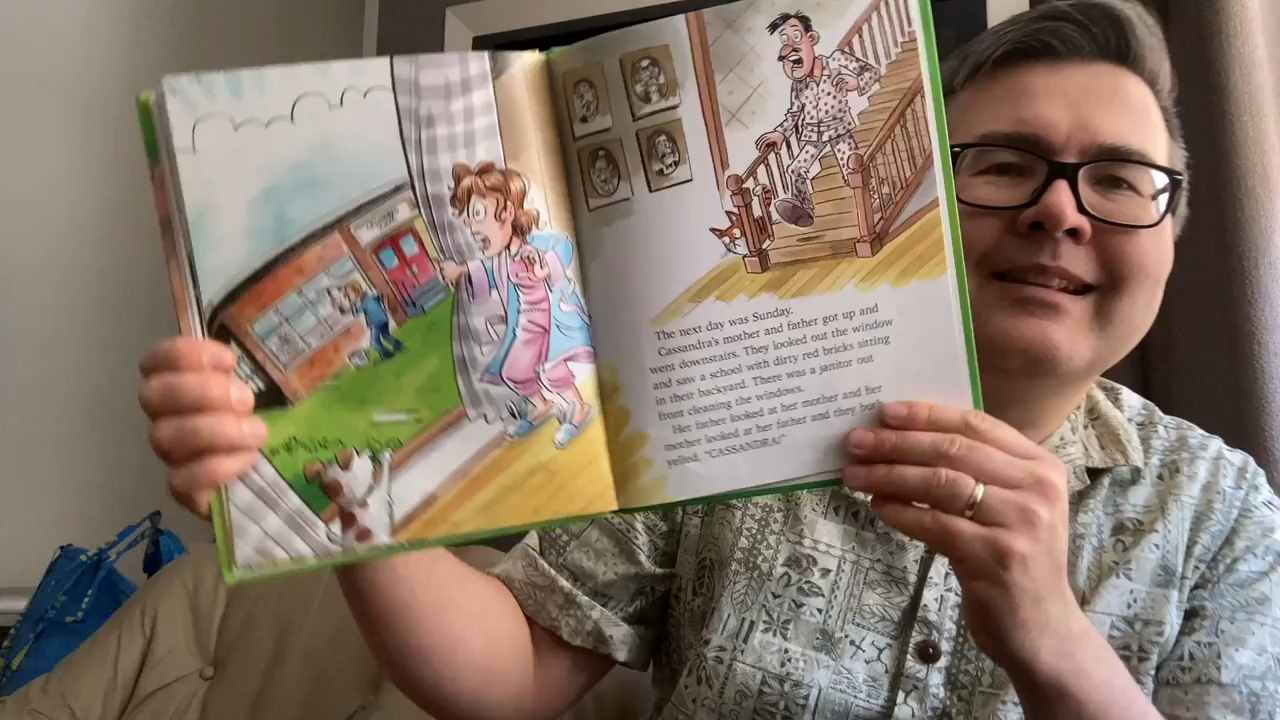 The next day was Sunday.
Cassandra's mother and father got up and
went downstairs. They looked out the window
and saw a school with dirty red bricks sitting
in their backyard. There was a janitor out
front cleaning the windows.
Her father looked at her mother and her
mother looked at her father and they both
yelled, "CASSANDRA!"